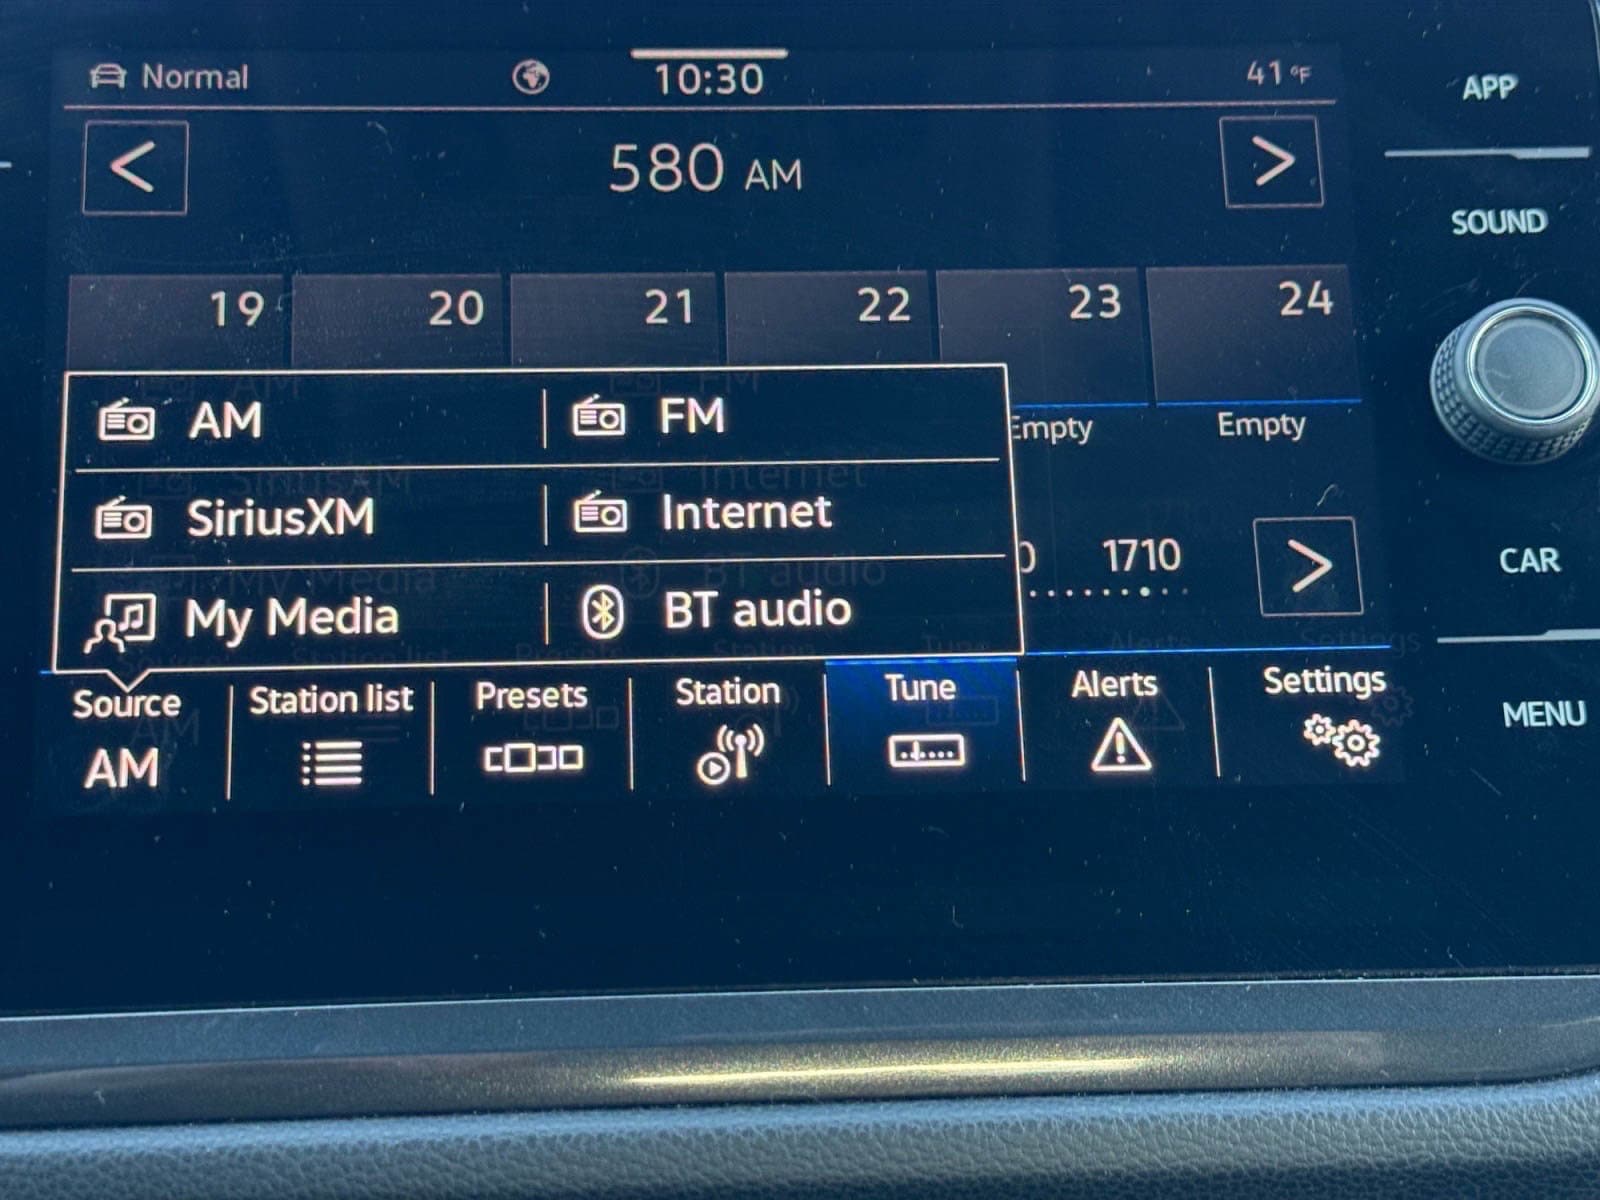 Normal 10:30 41 °F
APP
580 AM
SOUND
19 20 21 22 23 24
AM FM
Empty Empty
SiriusXM Internet
1710
CAR
My Media BT audio
Source Station list Presets Station Tune Alerts Settings
AM
MENU